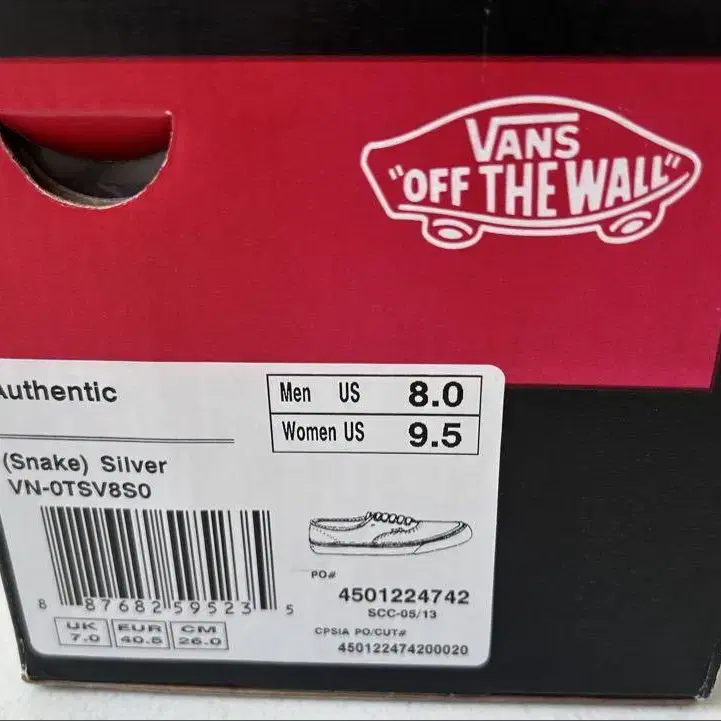 VANS
"OFF THE WALL"
Authentic
Men US 8.0
Women US 9.5
(Snake) Silver
VN-0TSV8S0
8 87682 59523 5
PO#
4501224742
SCC-05/13
CPSIA PO/CUT#
450122474200020
UK EUR CM
7.0 40.5 26.0